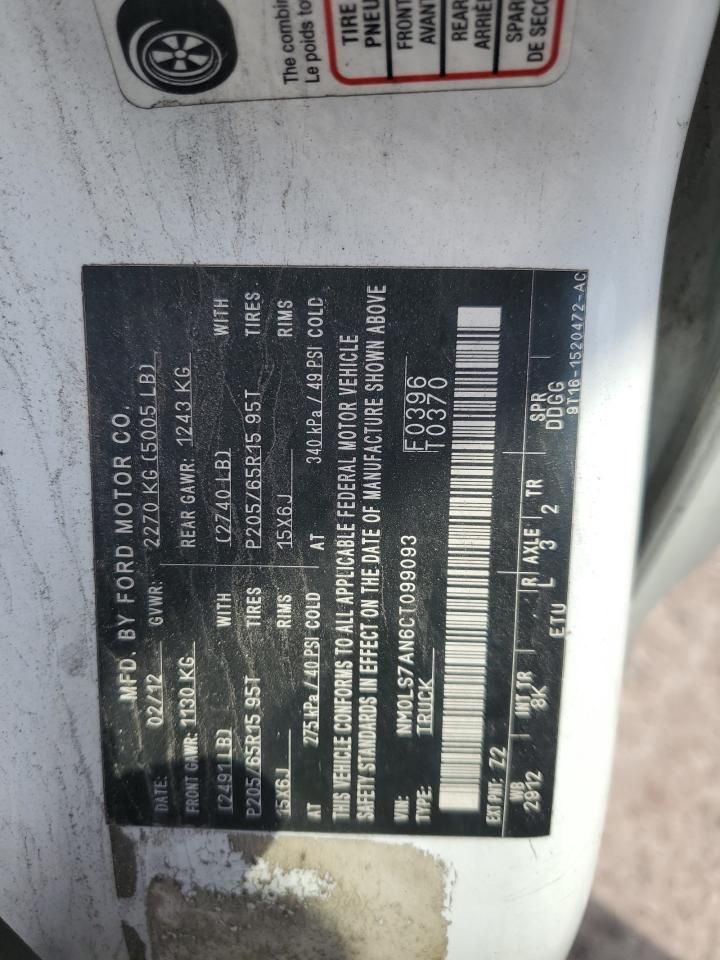 The combin
Le poids tot
TIRE
PNEU
FRONT
AVANT
REAR
ARRIÈ
SPAR
DE SECO
MFD. BY FORD MOTOR CO.
DATE: 02/12 GVWR: 2270 KG (5005 LB)
FRONT GAWR: 1130 KG REAR GAWR: 1243 KG
(2491 LB) WITH (2740 LB) WITH
P205/65R15 95T TIRES P205/65R15 95T TIRES
15X6J RIMS 15X6J RIMS
AT 275 kPa / 40 PSI COLD AT 340 kPa / 49 PSI COLD
THIS VEHICLE CONFORMS TO ALL APPLICABLE FEDERAL MOTOR VEHICLE
SAFETY STANDARDS IN EFFECT ON THE DATE OF MANUFACTURE SHOWN ABOVE
VIN: NM0LS7AN6CT099093 F0396
TYPE: TRUCK T0370
EXT PNT: Z2
WB INT TR R AXLE TR SPR
2912 8K L 3 2 DDGG
ETU 9T16-1520472-AC